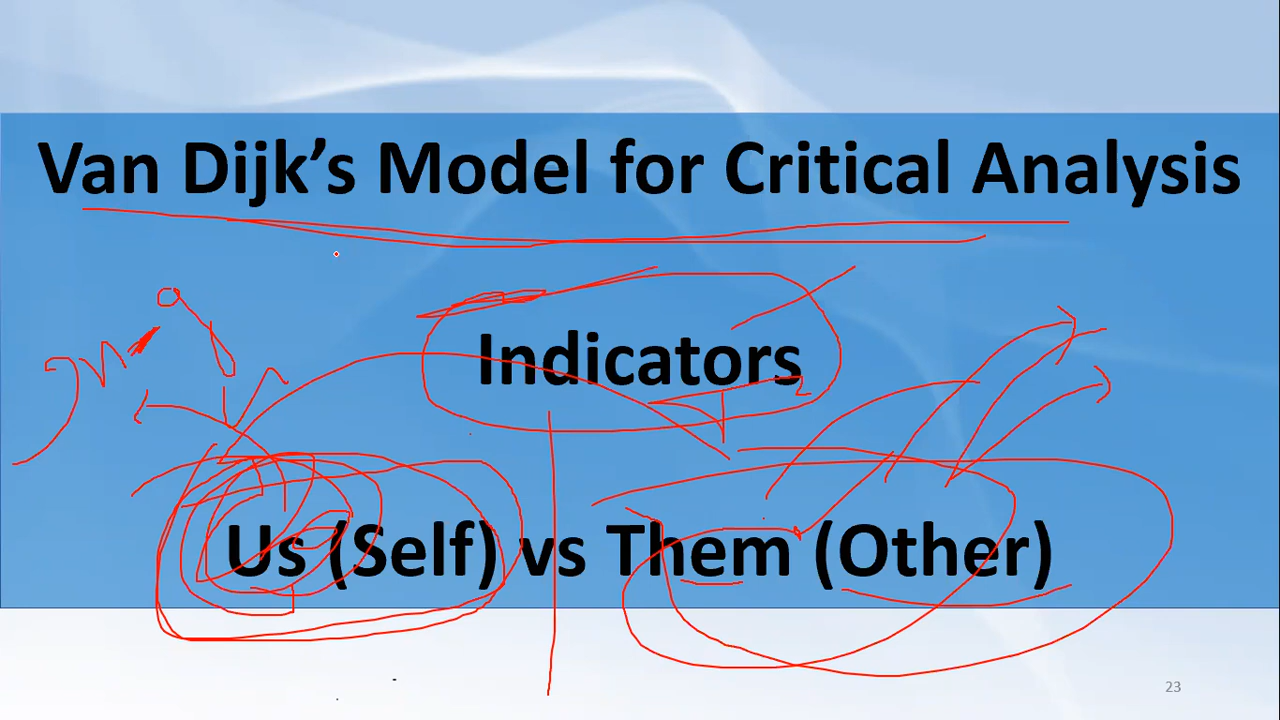 Van Dijk’s Model for Critical Analysis
Indicators
Us (Self) vs Them (Other)
23